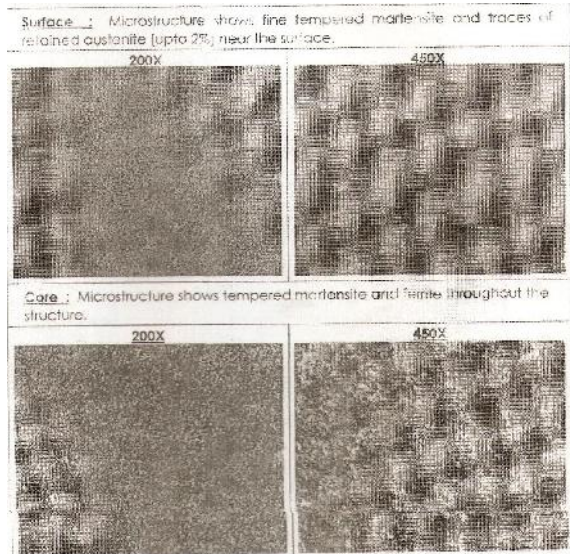 Surface : Microstructure shows fine tempered martensite and traces of
retained austenite (upto 2%) near the surface.
200X 450X
Core : Microstructure shows tempered martensite and ferrite throughout the
structure.
200X 450X